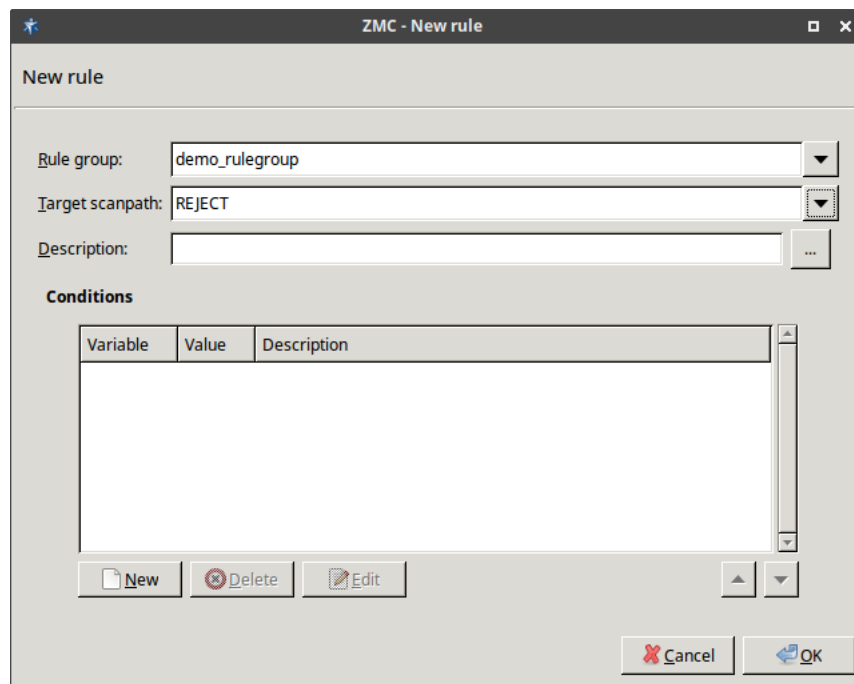 ZMC - New rule
New rule
Rule group: demo_rulegroup
Target scanpath: REJECT
Description: ...
Conditions
Variable Value Description
New Delete Edit
Cancel OK